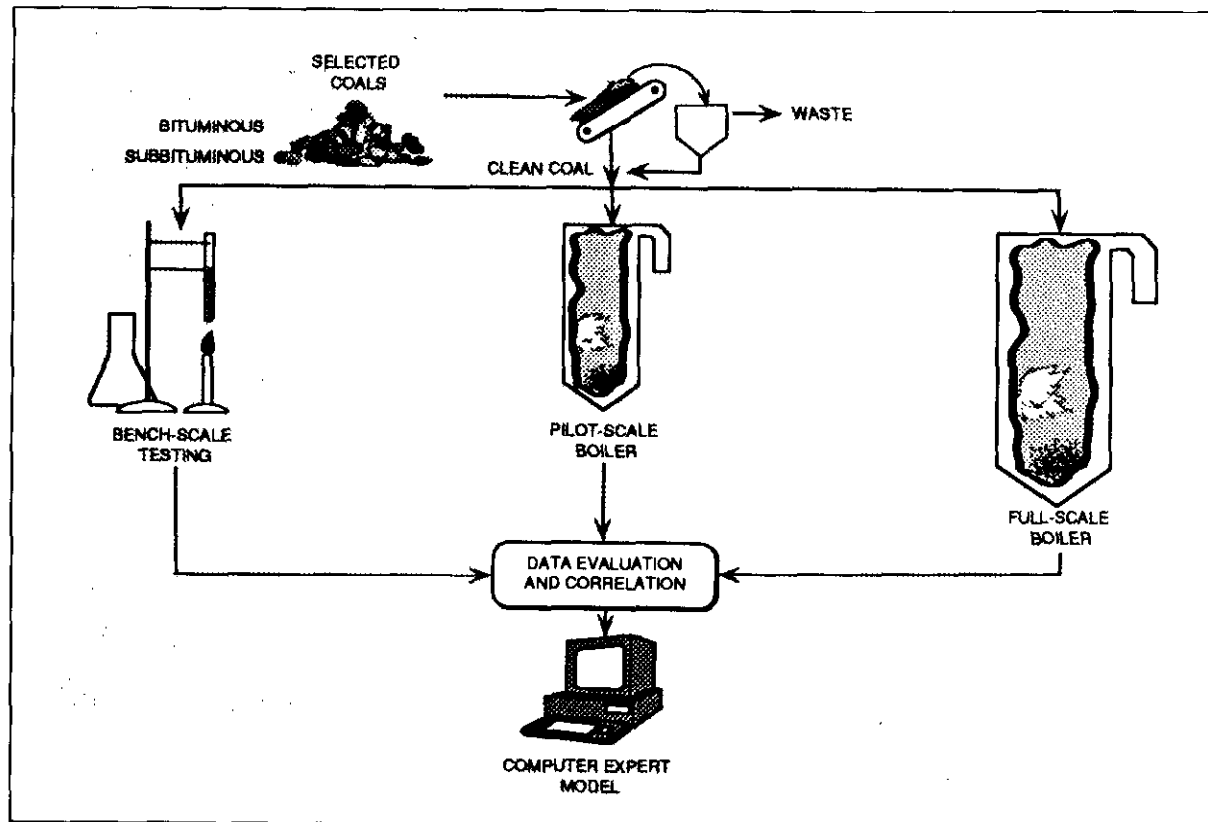 SELECTED
COALS
BITUMINOUS
SUBBITUMINOUS
WASTE
CLEAN COAL
BENCH-SCALE
TESTING
PILOT-SCALE
BOILER
FULL-SCALE
BOILER
DATA EVALUATION
AND CORRELATION
COMPUTER EXPERT
MODEL